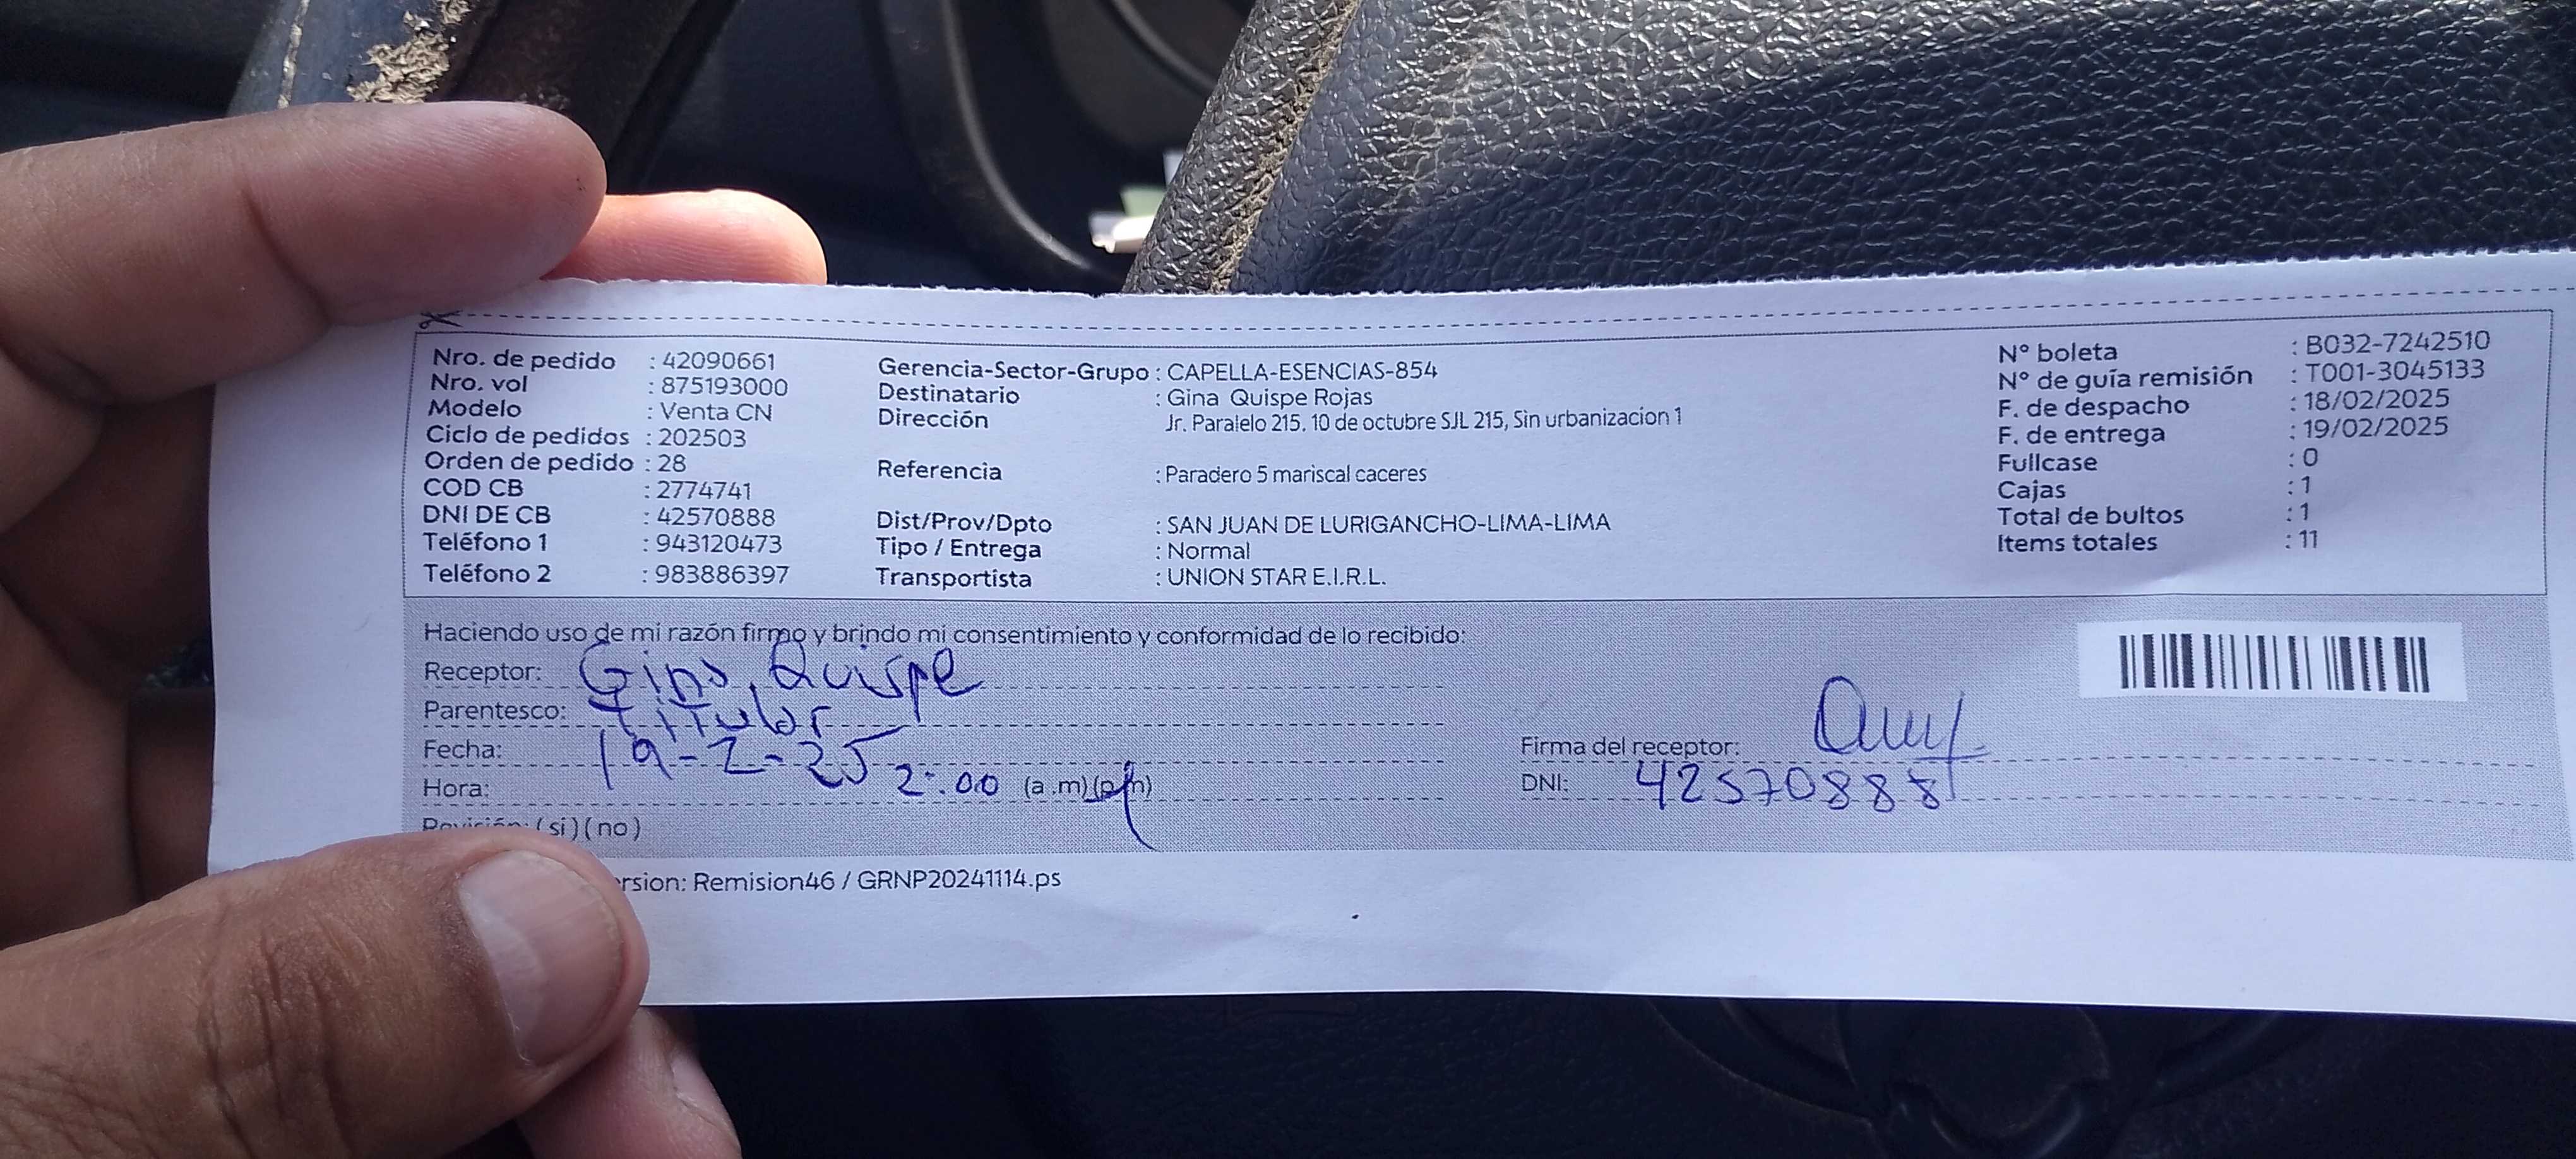 Nro. de pedido : 42090661
Nro. vol : 875193000
Modelo : Venta CN
Ciclo de pedidos : 202503
Orden de pedido : 28
COD CB : 2774741
DNI DE CB : 42570888
Teléfono 1 : 943120473
Teléfono 2 : 983886397
Gerencia-Sector-Grupo : CAPELLA-ESENCIAS-854
Destinatario : Gina Quispe Rojas
Dirección Jr. Paralelo 215. 10 de octubre SJL 215, Sin urbanizacion 1
Referencia : Paradero 5 mariscal caceres
Dist/Prov/Dpto : SAN JUAN DE LURIGANCHO-LIMA-LIMA
Tipo / Entrega : Normal
Transportista : UNION STAR E.I.R.L.
N° boleta : B032-7242510
N° de guía remisión : T001-3045133
F. de despacho : 18/02/2025
F. de entrega : 19/02/2025
Fullcase : 0
Cajas : 1
Total de bultos : 1
Items totales : 11
Haciendo uso de mi razón firmo y brindo mi consentimiento y conformidad de lo recibido:
Receptor: Gina Quispe
Parentesco: Titular
Fecha: 19-2-25
Hora: 2:00 (a.m)(p.m)
Revisión: (si)(no)
Firma del receptor:
DNI: 42570888
rsion: Remision46 / GRNP20241114.ps